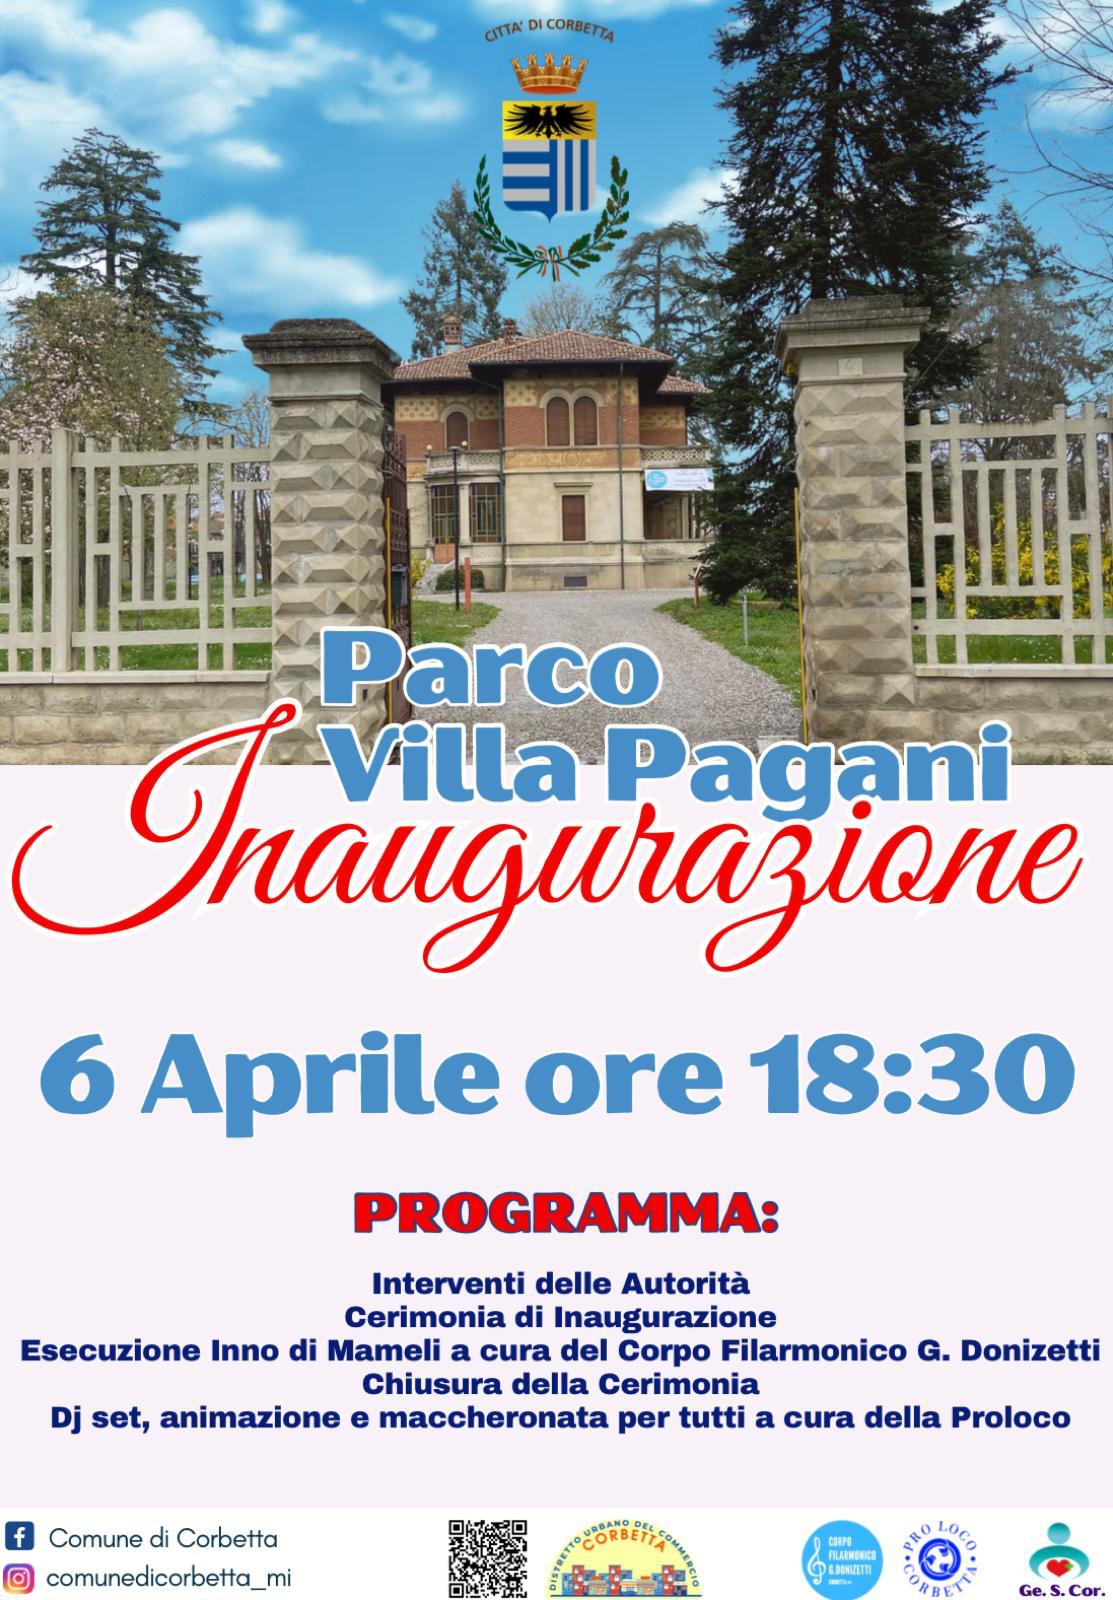 CITTA' DI CORBETTA
Parco
Villa Pagani
Inaugurazione
6 Aprile ore 18:30
PROGRAMMA:
Interventi delle Autorità
Cerimonia di Inaugurazione
Esecuzione Inno di Mameli a cura del Corpo Filarmonico G. Donizetti
Chiusura della Cerimonia
Dj set, animazione e maccheronata per tutti a cura della Proloco
Comune di Corbetta
comunedicorbetta_mi
DISTRETTO URBANO DEL COMMERCIO
CORBETTA
CORPO
FILARMONICO
G.DONIZETTI
PRO LOCO
CORBETTA
Ge. S. Cor.